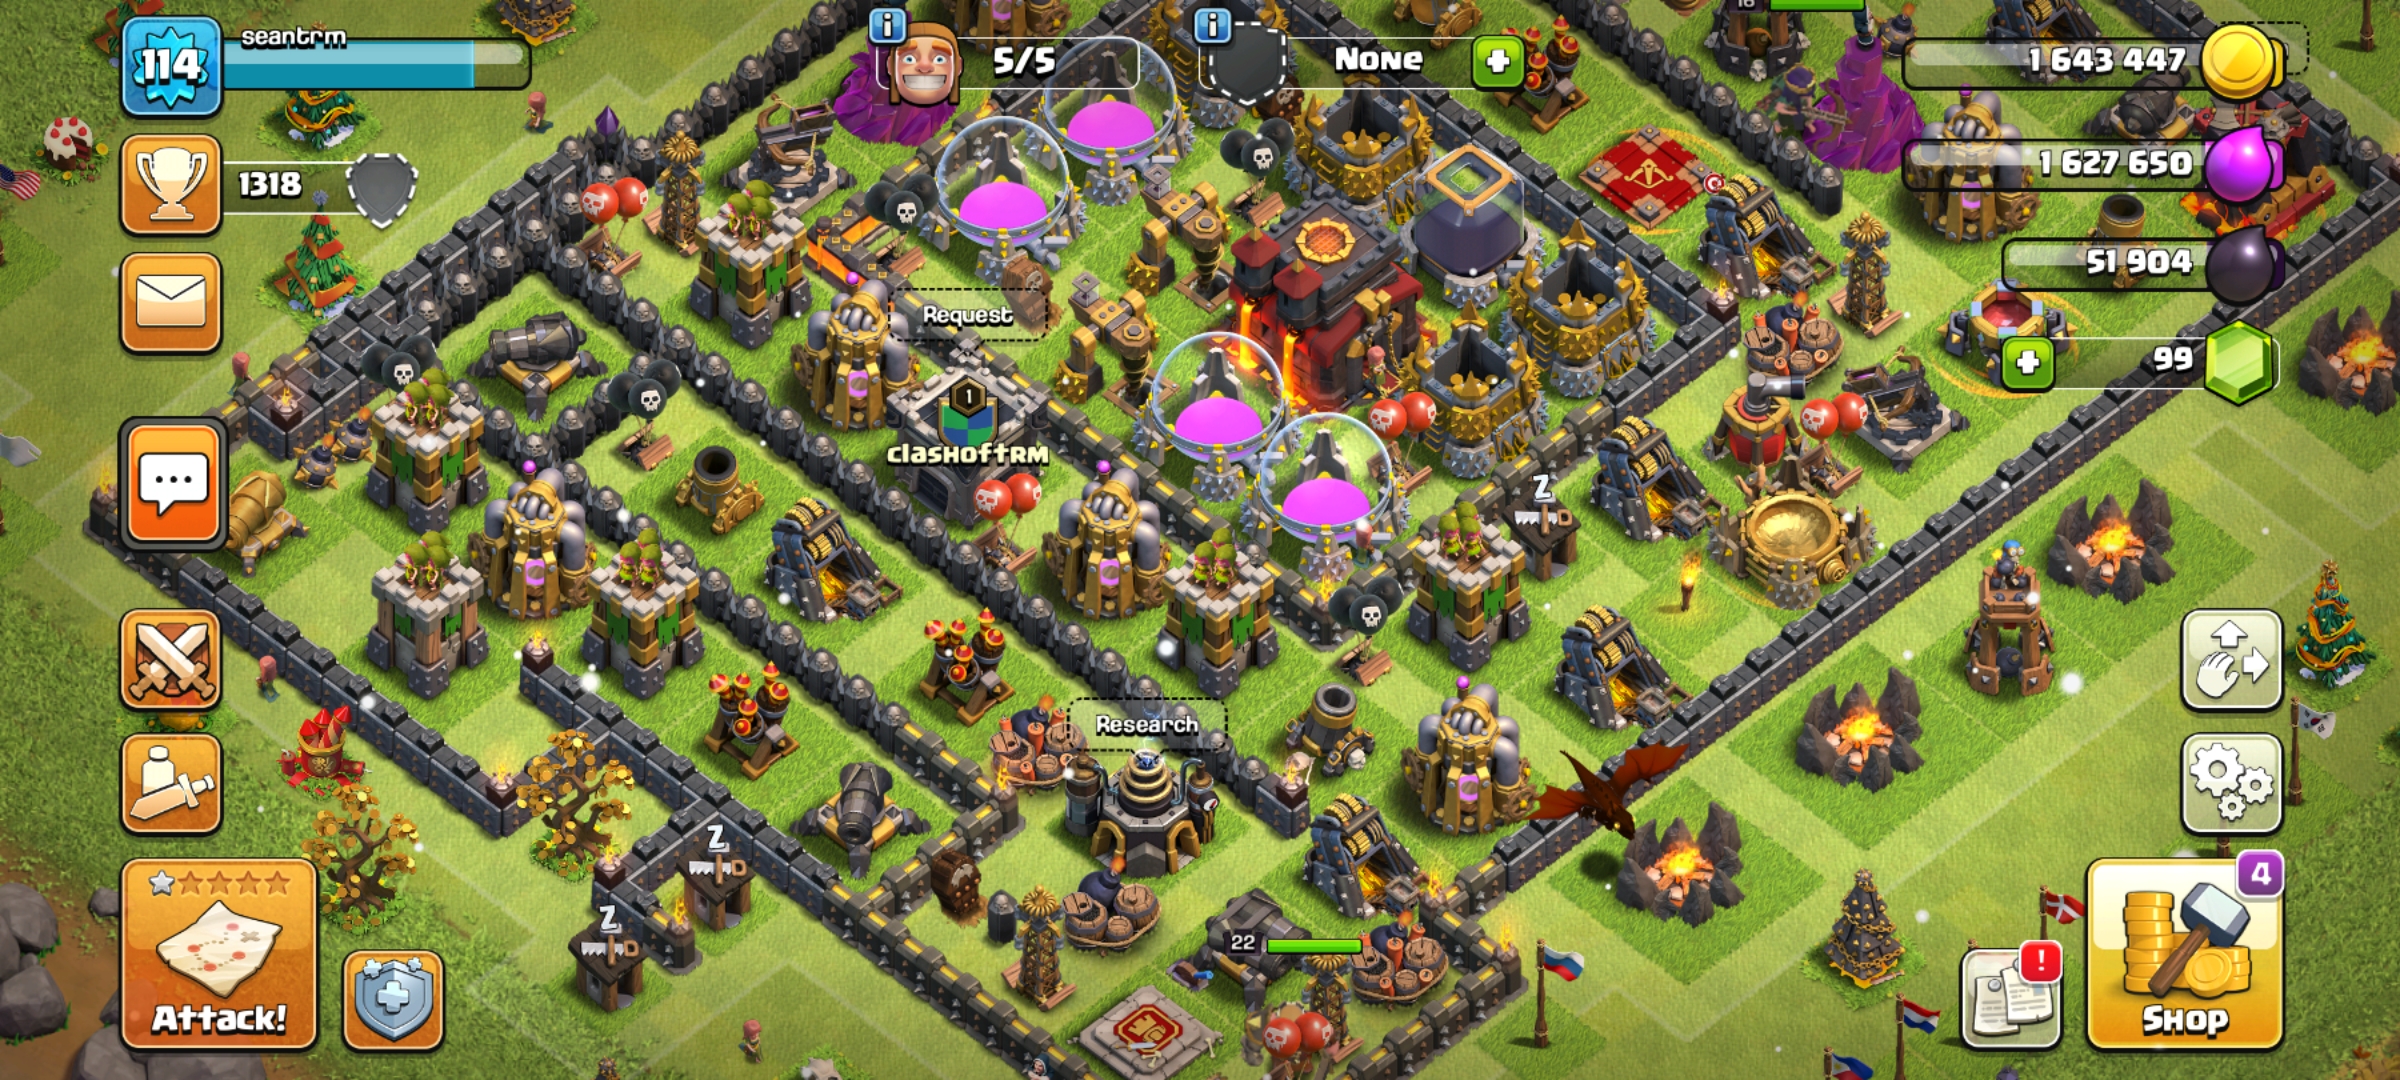 114
seantrm
5/5
None
1 643 447
1318
1 627 650
51 904
Request
99
1
clashoftRM
Z
Research
Z
Z
22
4
Attack!
!
Shop